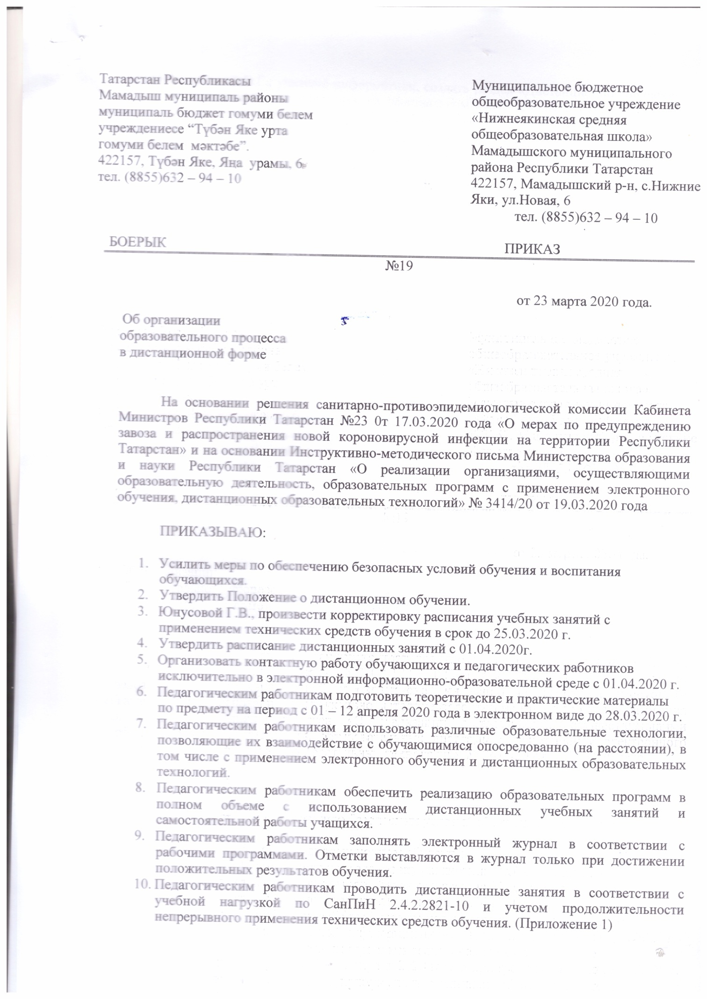 Татарстан Республикасы
Мамадыш муниципаль районы
муниципаль бюджет гомуми белем
учреждениесе “Түбән Яке урта
гомуми белем мәктәбе”.
422157, Түбән Яке, Яңа урамы, 6
тел. (8855)632 – 94 – 10
Муниципальное бюджетное
общеобразовательное учреждение
«Нижнеякинская средняя
общеобразовательная школа»
Мамадышского муниципального
района Республики Татарстан
422157, Мамадышский р-н, с.Нижние
Яки, ул.Новая, 6
тел. (8855)632 – 94 – 10
БОЕРЫК ПРИКАЗ
№19
от 23 марта 2020 года.
Об организации
образовательного процесса
в дистанционной форме
На основании решения санитарно-противоэпидемиологической комиссии Кабинета
Министров Республики Татарстан №23 0т 17.03.2020 года «О мерах по предупреждению
завоза и распространения новой короновирусной инфекции на территории Республики
Татарстан» и на основании Инструктивно-методического письма Министерства образования
и науки Республики Татарстан «О реализации организациями, осуществляющими
образовательную деятельность, образовательных программ с применением электронного
обучения, дистанционных образовательных технологий» № 3414/20 от 19.03.2020 года
ПРИКАЗЫВАЮ:
1. Усилить меры по обеспечению безопасных условий обучения и воспитания
обучающихся.
2. Утвердить Положение о дистанционном обучении.
3. Юнусовой Г.В., произвести корректировку расписания учебных занятий с
применением технических средств обучения в срок до 25.03.2020 г.
4. Утвердить расписание дистанционных занятий с 01.04.2020г.
5. Организовать контактную работу обучающихся и педагогических работников
исключительно в электронной информационно-образовательной среде с 01.04.2020 г.
6. Педагогическим работникам подготовить теоретические и практические материалы
по предмету на период с 01 – 12 апреля 2020 года в электронном виде до 28.03.2020 г.
7. Педагогическим работникам использовать различные образовательные технологии,
позволяющие их взаимодействие с обучающимися опосредованно (на расстоянии), в
том числе с применением электронного обучения и дистанционных образовательных
технологий.
8. Педагогическим работникам обеспечить реализацию образовательных программ в
полном объеме с использованием дистанционных учебных занятий и
самостоятельной работы учащихся.
9. Педагогическим работникам заполнять электронный журнал в соответствии с
рабочими программами. Отметки выставляются в журнал только при достижении
положительных результатов обучения.
10. Педагогическим работникам проводить дистанционные занятия в соответствии с
учебной нагрузкой по СанПиН 2.4.2.2821-10 и учетом продолжительности
непрерывного применения технических средств обучения. (Приложение 1)